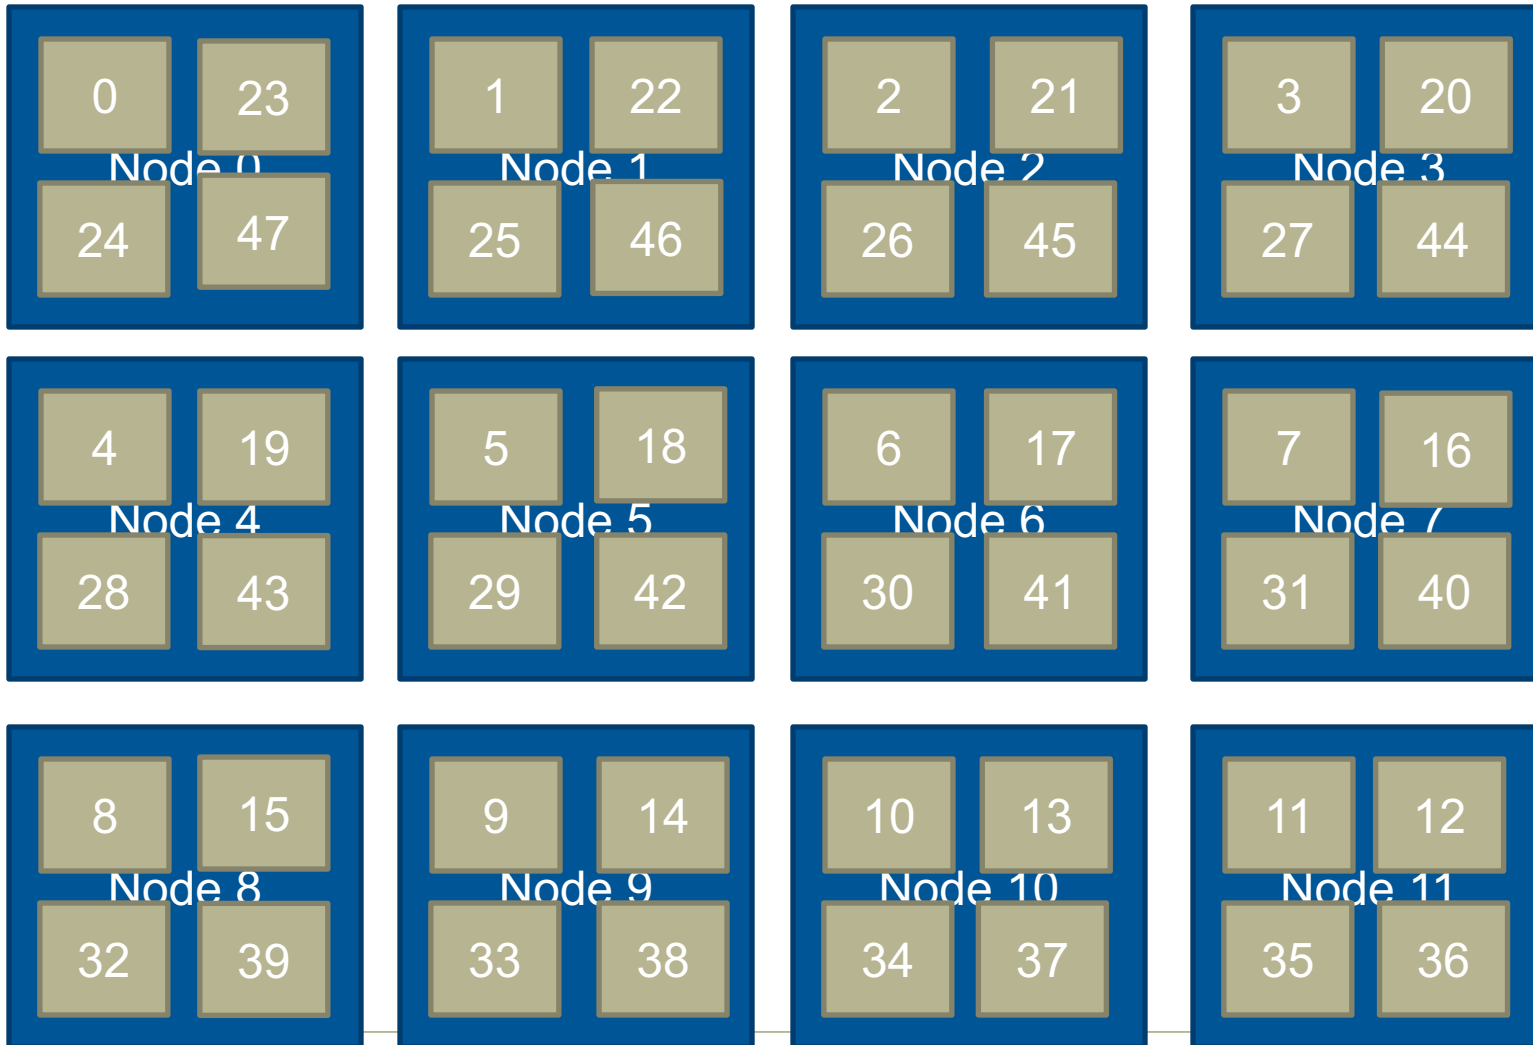 0 23 1 22 2 21 3 20
Node 0 Node 1 Node 2 Node 3
24 47 25 46 26 45 27 44
4 19 5 18 6 17 7 16
Node 4 Node 5 Node 6 Node 7
28 43 29 42 30 41 31 40
8 15 9 14 10 13 11 12
Node 8 Node 9 Node 10 Node 11
32 39 33 38 34 37 35 36